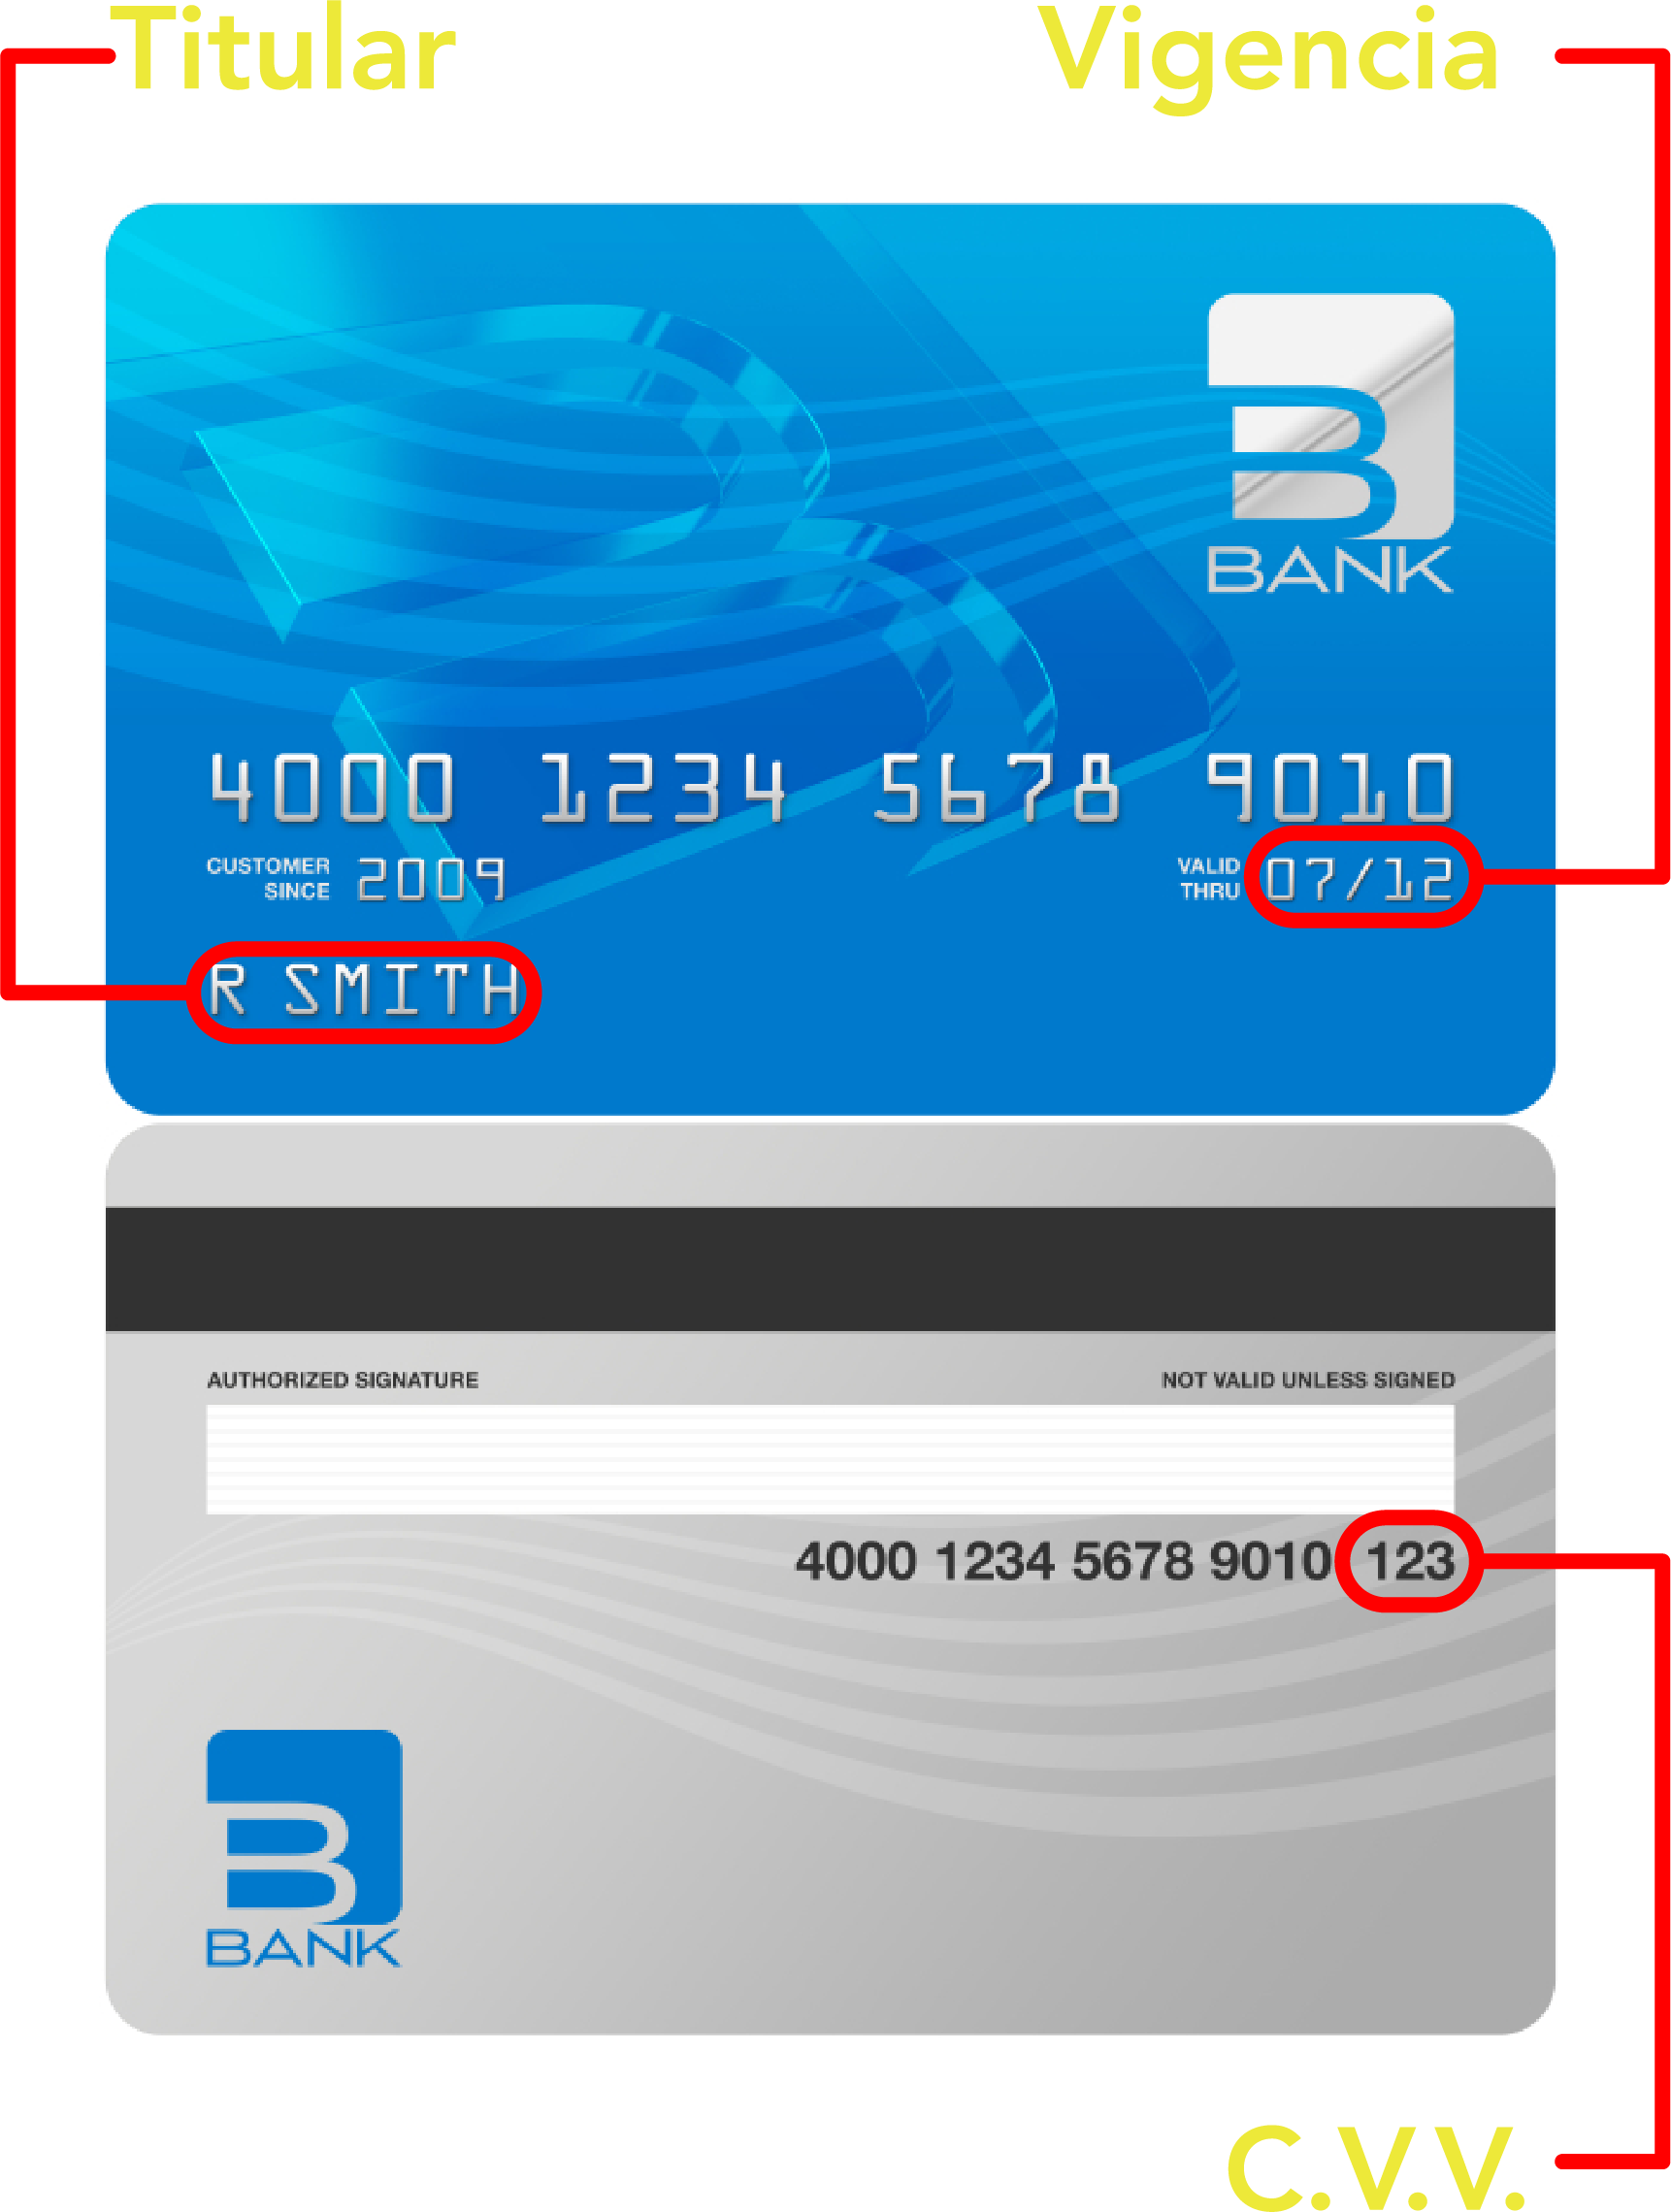 Titular Vigencia
BANK
4000 1234 5678 9010
CUSTOMER SINCE 2009 VALID THRU 07/12
R SMITH
AUTHORIZED SIGNATURE NOT VALID UNLESS SIGNED
4000 1234 5678 9010 123
BANK
C.V.V.